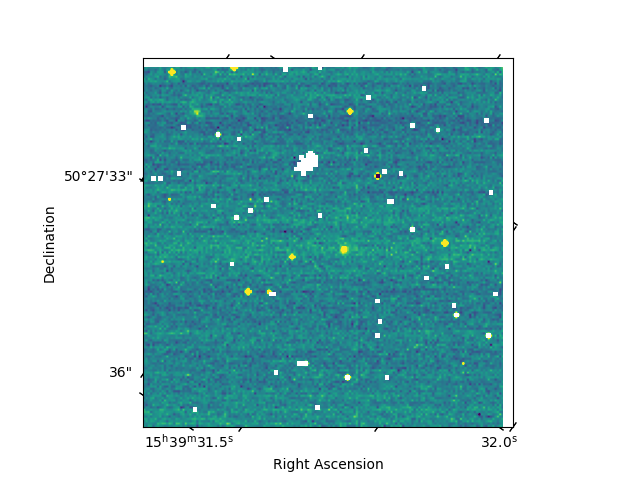 50°27'33"
Declination
36"
15ʰ39ᵐ31.5ˢ
32.0ˢ
Right Ascension